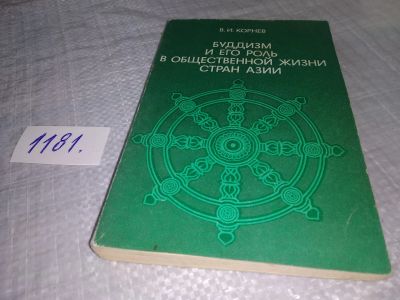 В. И. КОРНЕВ
БУДДИЗМ
И ЕГО РОЛЬ
В ОБЩЕСТВЕННОЙ ЖИЗНИ
СТРАН АЗИИ
1181.